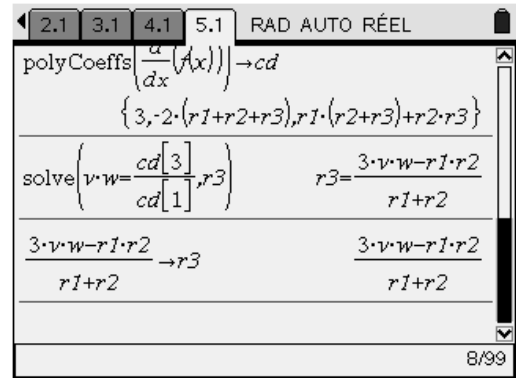 2.1 3.1 4.1 5.1 RAD AUTO RÉEL
polyCoeffs(d/dx(f(x)))→cd
{3,-2·(r1+r2+r3),r1·(r2+r3)+r2·r3}
solve(v·w=cd[3]/cd[1],r3) r3=(3·v·w-r1·r2)/(r1+r2)
(3·v·w-r1·r2)/(r1+r2)→r3 (3·v·w-r1·r2)/(r1+r2)
8/99